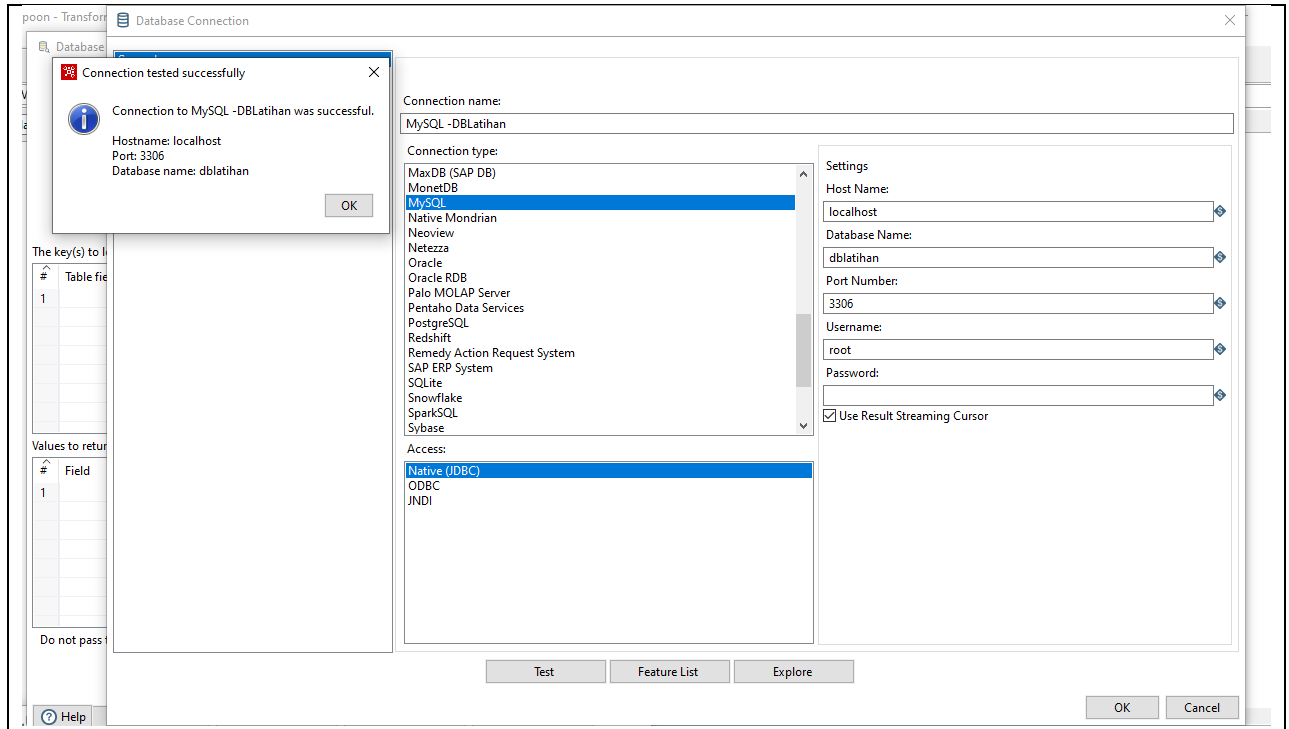 poon - Transfor
Database Connection
Database
Connection tested successfully
Connection to MySQL -DBLatihan was successful.
Hostname: localhost
Port: 3306
Database name: dblatihan
OK
The key(s) to l
# Table fie
1
Values to retur
# Field
1
Do not pass t
Help
Connection name:
MySQL -DBLatihan
Connection type:
MaxDB (SAP DB)
MonetDB
MySQL
Native Mondrian
Neoview
Netezza
Oracle
Oracle RDB
Palo MOLAP Server
Pentaho Data Services
PostgreSQL
Redshift
Remedy Action Request System
SAP ERP System
SQLite
Snowflake
SparkSQL
Sybase
Access:
Native (JDBC)
ODBC
JNDI
Settings
Host Name:
localhost
Database Name:
dblatihan
Port Number:
3306
Username:
root
Password:
Use Result Streaming Cursor
Test Feature List Explore
OK Cancel